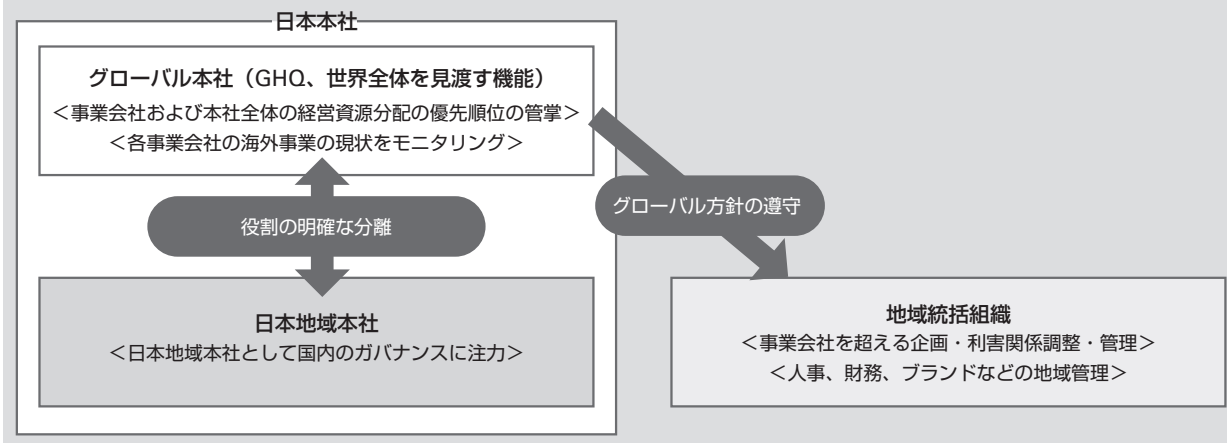 日本本社
グローバル本社（GHQ、世界全体を見渡す機能）
＜事業会社および本社全体の経営資源分配の優先順位の管掌＞
＜各事業会社の海外事業の現状をモニタリング＞
役割の明確な分離
グローバル方針の遵守
日本地域本社
＜日本地域本社として国内のガバナンスに注力＞
地域統括組織
＜事業会社を超える企画・利害関係調整・管理＞
＜人事、財務、ブランドなどの地域管理＞